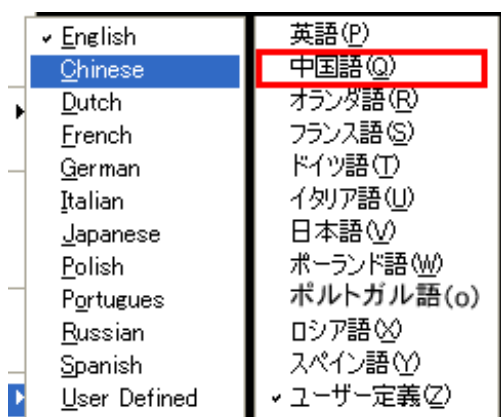 English
Chinese
Dutch
French
German
Italian
Japanese
Polish
Portugues
Russian
Spanish
User Defined
英語(P)
中国語(Q)
オランダ語(R)
フランス語(S)
ドイツ語(T)
イタリア語(U)
日本語(V)
ポーランド語(W)
ポルトガル語(o)
ロシア語(X)
スペイン語(Y)
ユーザー定義(Z)